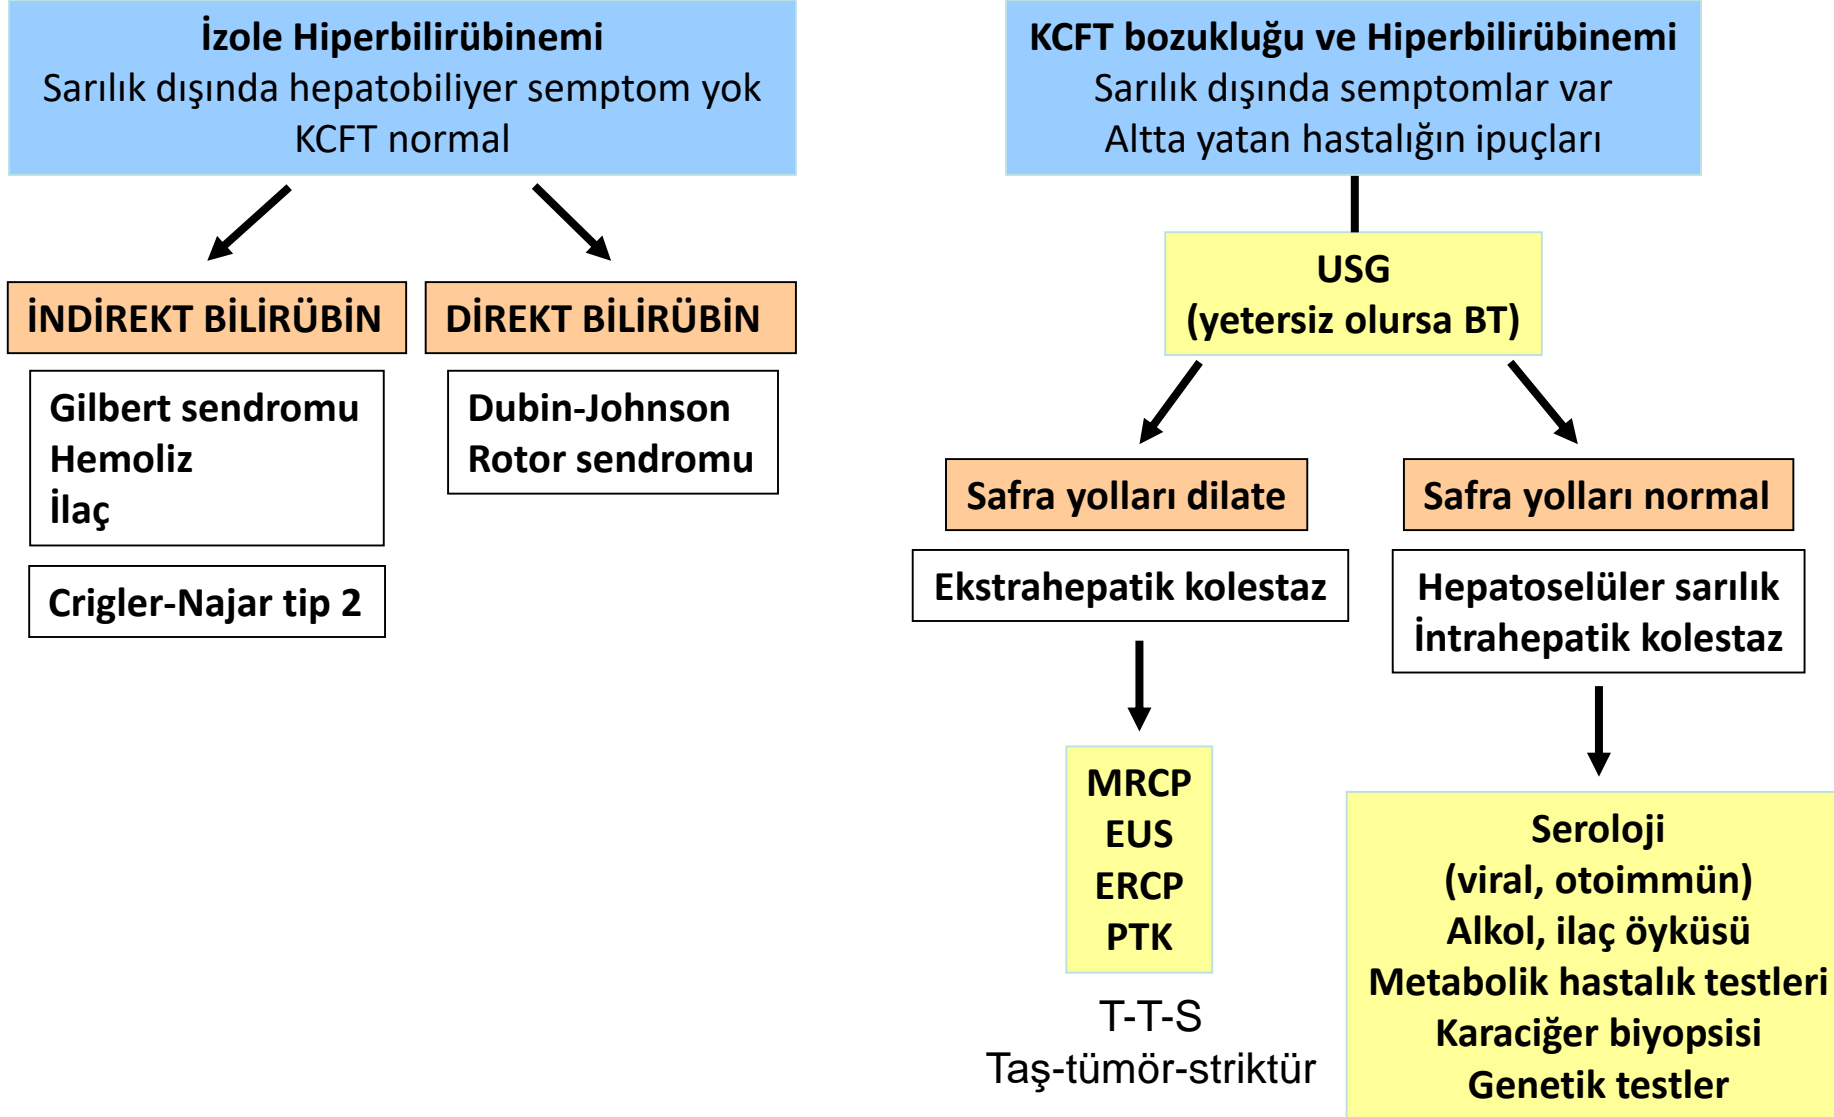 İzole Hiperbilirübinemi
Sarılık dışında hepatobiliyer semptom yok
KCFT normal
İNDİREKT BİLİRÜBİN
DİREKT BİLİRÜBİN
Gilbert sendromu
Hemoliz
İlaç
Dubin-Johnson
Rotor sendromu
Crigler-Najar tip 2
KCFT bozukluğu ve Hiperbilirübinemi
Sarılık dışında semptomlar var
Altta yatan hastalığın ipuçları
USG
(yetersiz olursa BT)
Safra yolları dilate
Safra yolları normal
Ekstrahepatik kolestaz
Hepatoselüler sarılık
İntrahepatik kolestaz
MRCP
EUS
ERCP
PTK
T-T-S
Taş-tümör-striktür
Seroloji
(viral, otoimmün)
Alkol, ilaç öyküsü
Metabolik hastalık testleri
Karaciğer biyopsisi
Genetik testler